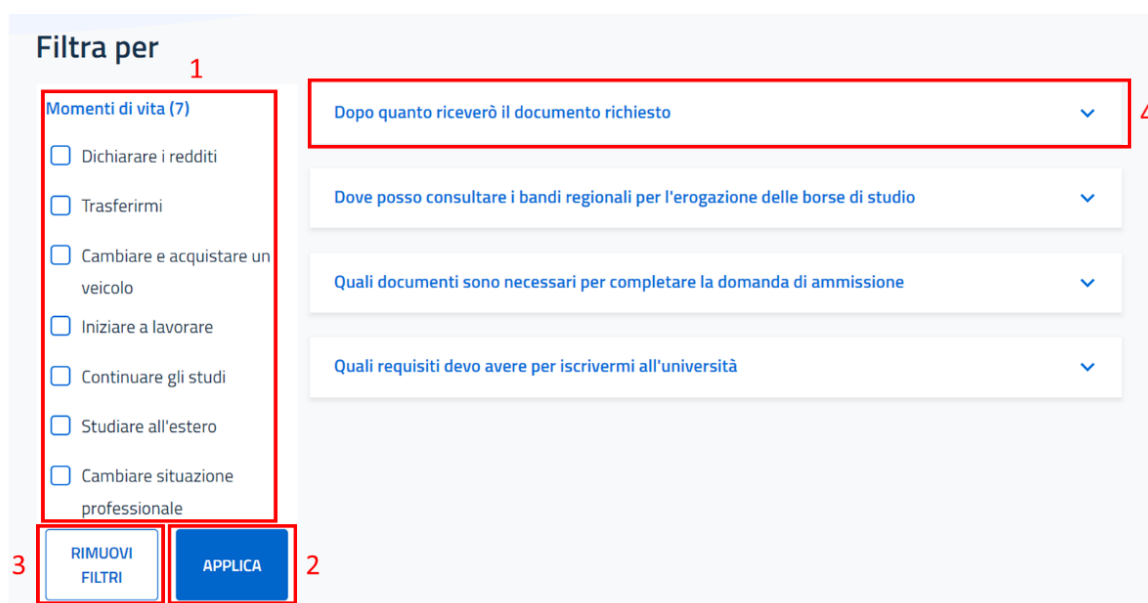 Filtra per
1
Momenti di vita (7)
Dichiarare i redditi
Trasferirmi
Cambiare e acquistare un
veicolo
Iniziare a lavorare
Continuare gli studi
Studiare all'estero
Cambiare situazione
professionale
3
RIMUOVI
FILTRI
APPLICA
2
Dopo quanto riceverò il documento richiesto
4
Dove posso consultare i bandi regionali per l'erogazione delle borse di studio
Quali documenti sono necessari per completare la domanda di ammissione
Quali requisiti devo avere per iscrivermi all'università